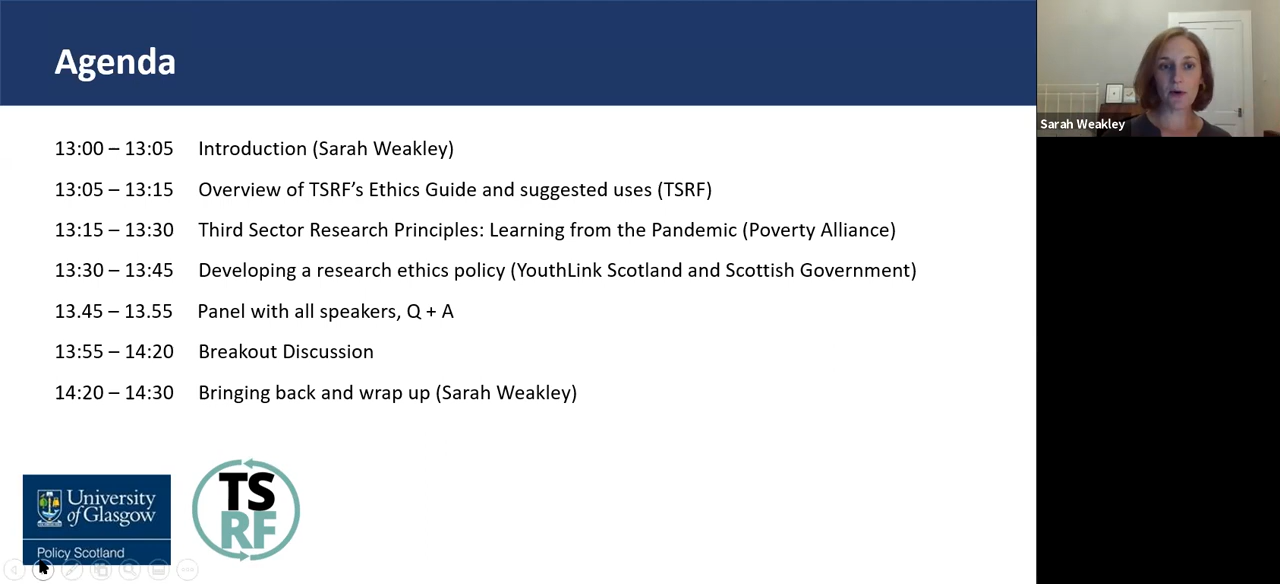 Agenda
13:00 – 13:05 Introduction (Sarah Weakley)
13:05 – 13:15 Overview of TSRF’s Ethics Guide and suggested uses (TSRF)
13:15 – 13:30 Third Sector Research Principles: Learning from the Pandemic (Poverty Alliance)
13:30 – 13:45 Developing a research ethics policy (YouthLink Scotland and Scottish Government)
13.45 – 13.55 Panel with all speakers, Q + A
13:55 – 14:20 Breakout Discussion
14:20 – 14:30 Bringing back and wrap up (Sarah Weakley)
University
of Glasgow
Policy Scotland
TS
RF
Sarah Weakley